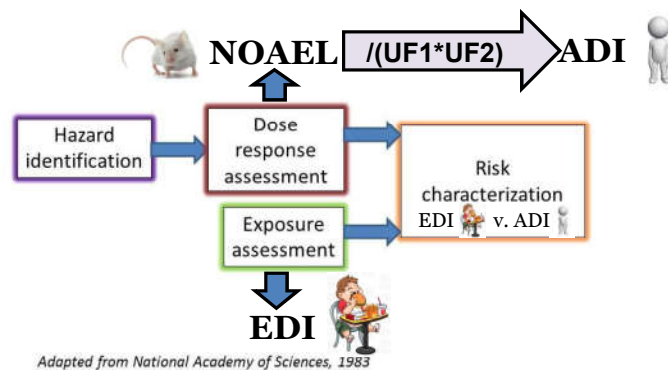 NOAEL /(UF1*UF2) ADI
Hazard
identification
Dose
response
assessment
Risk
characterization
EDI v. ADI
Exposure
assessment
EDI
Adapted from National Academy of Sciences, 1983